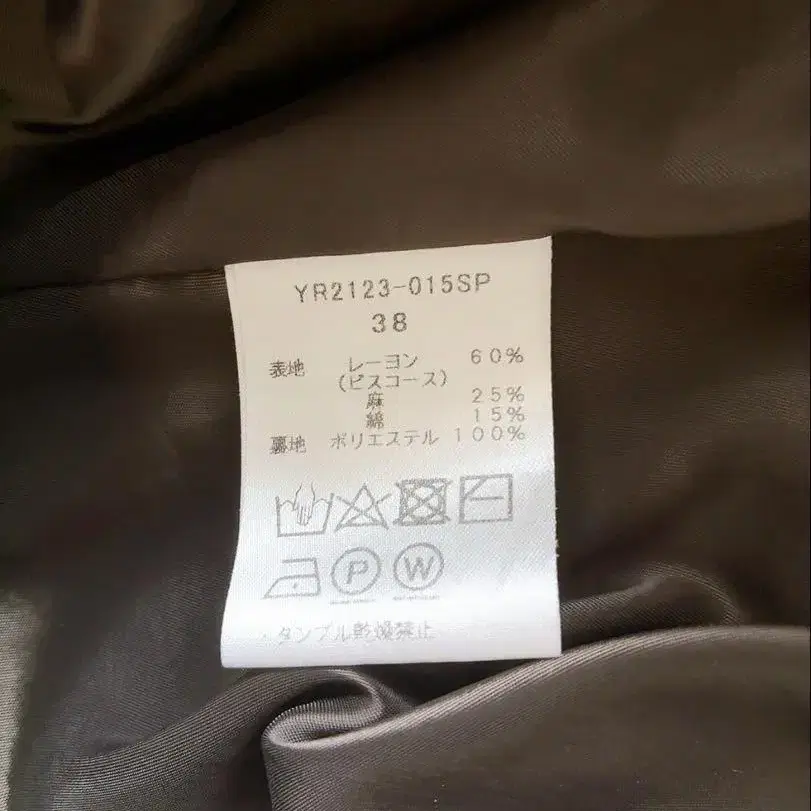 YR2123-015SP
38
表地 レーヨン 60%
(ビスコース)
麻 25%
綿 15%
裏地 ポリエステル 100%
P W
・タンブル乾燥禁止